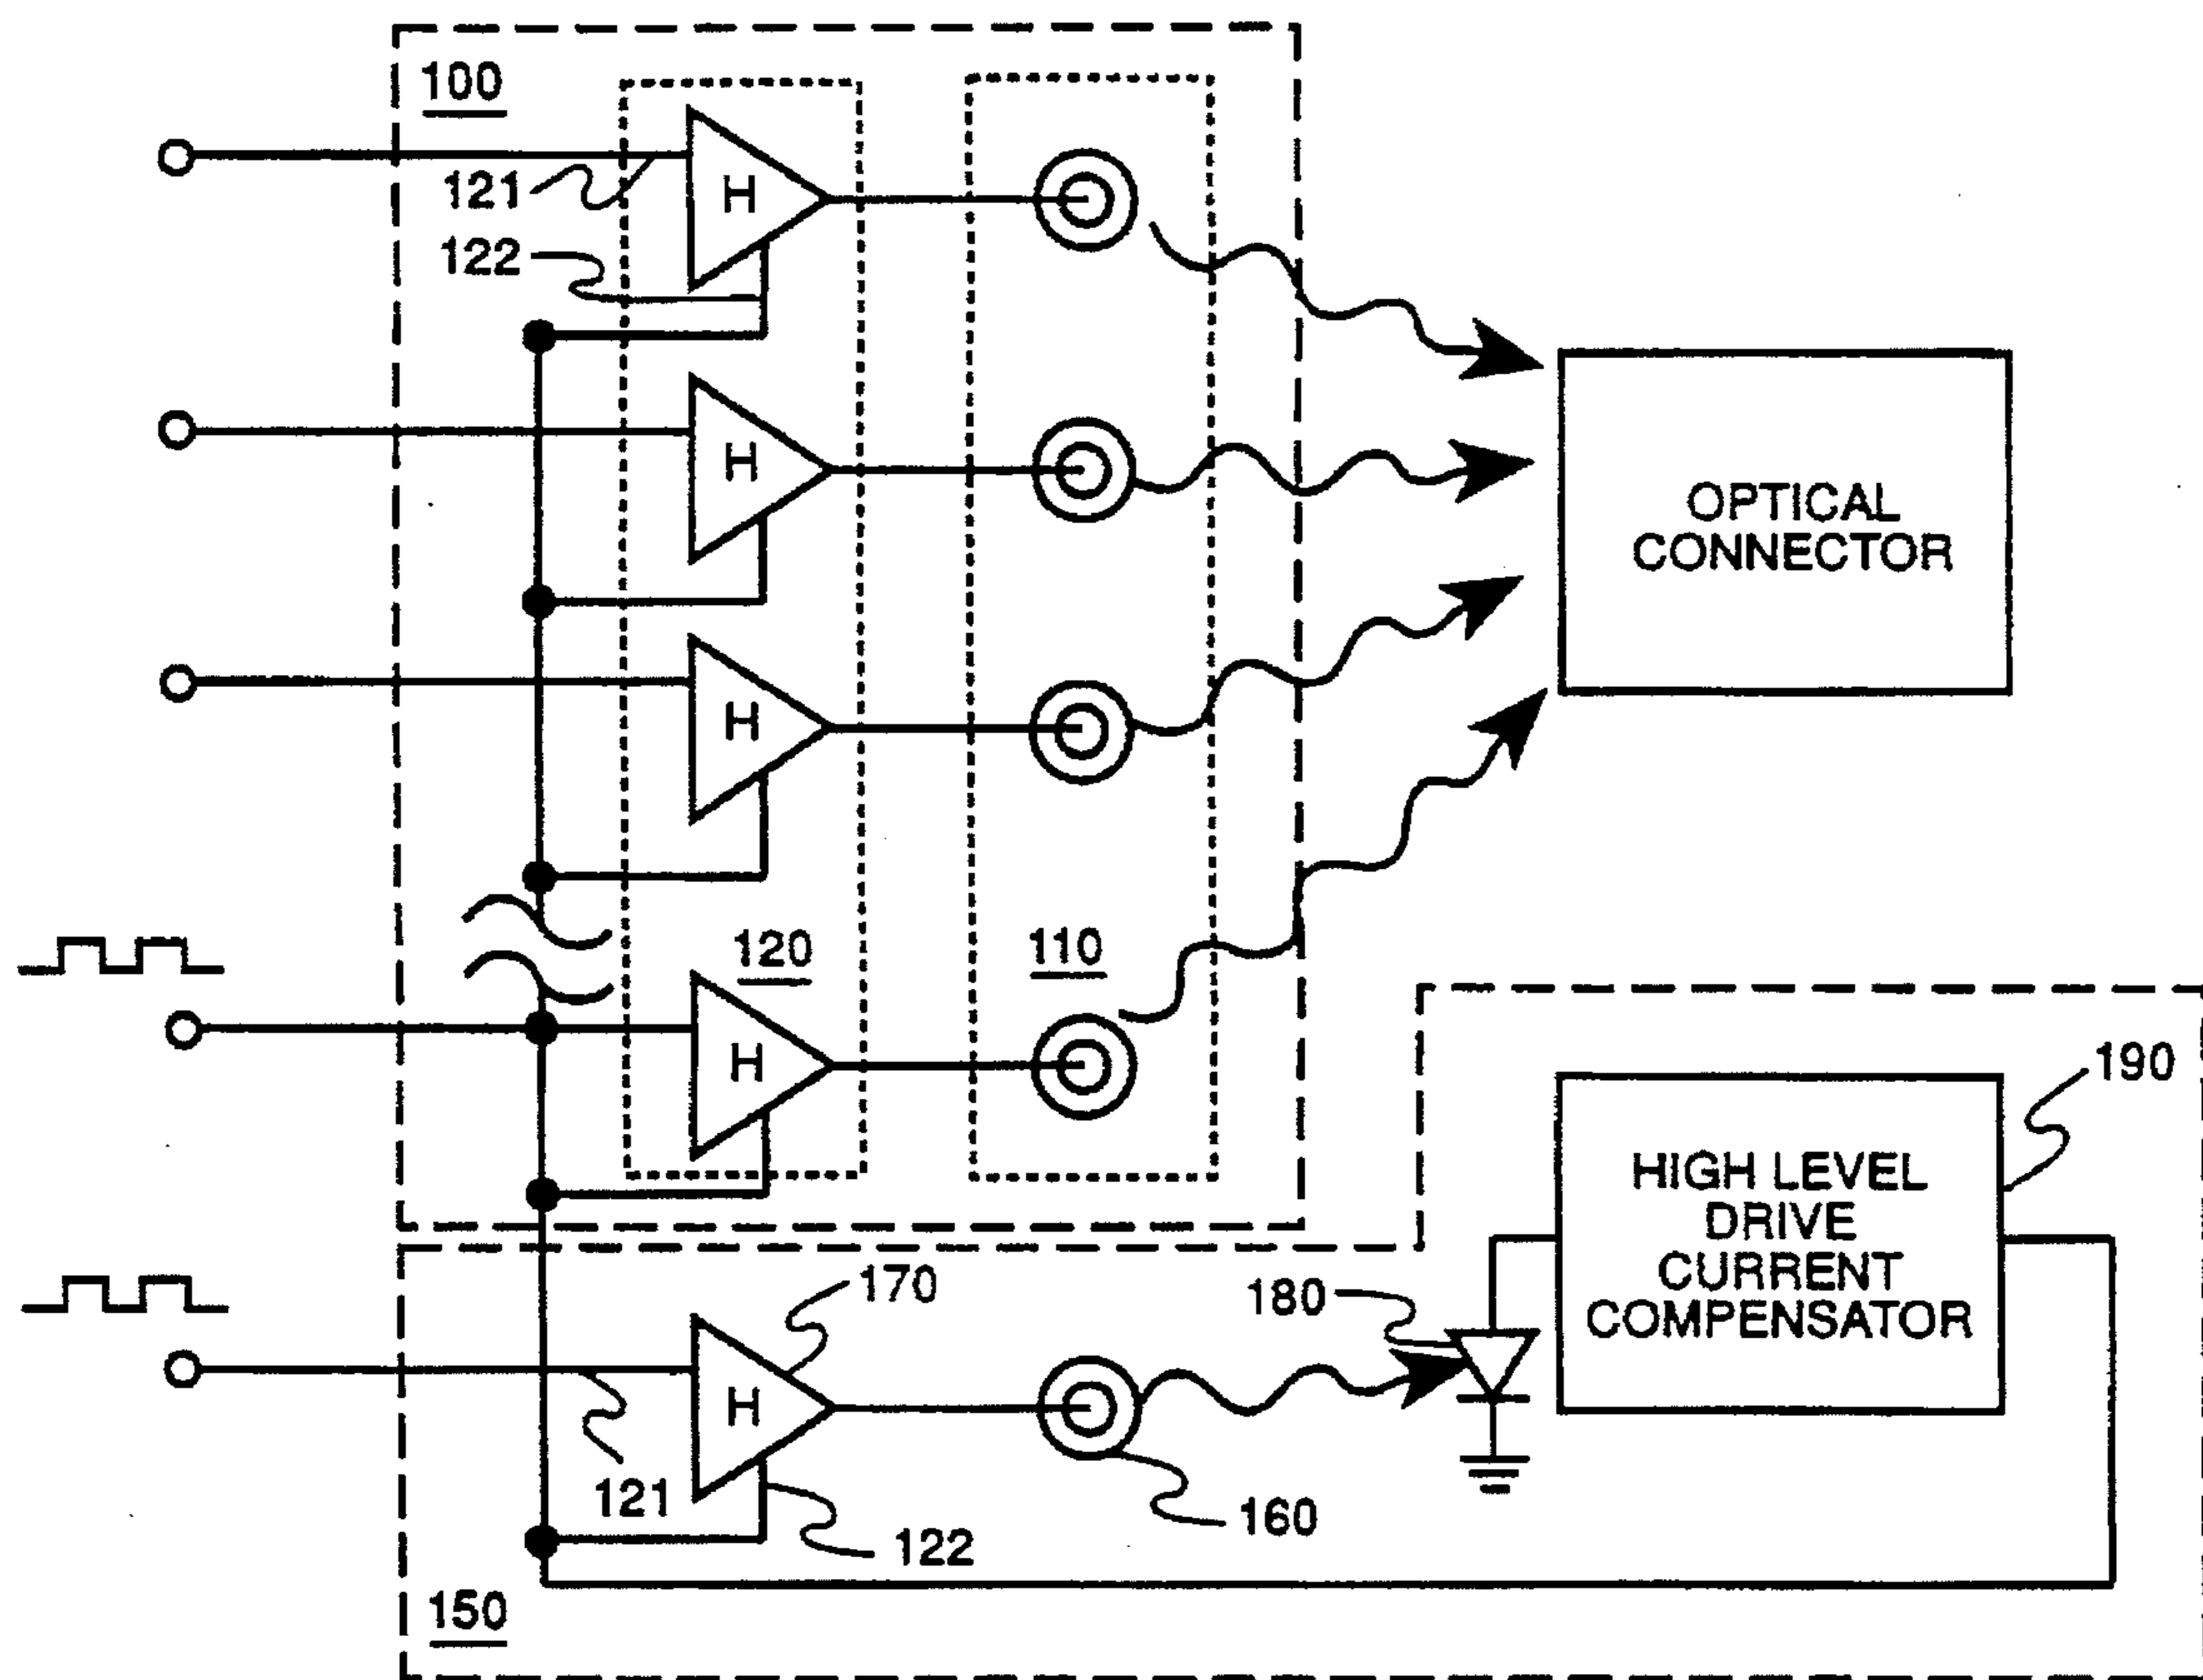 100
H
121
122
H
OPTICAL
CONNECTOR
H
120
110
H
190
HIGH LEVEL
DRIVE
CURRENT
COMPENSATOR
170
180
H
121
122
160
150